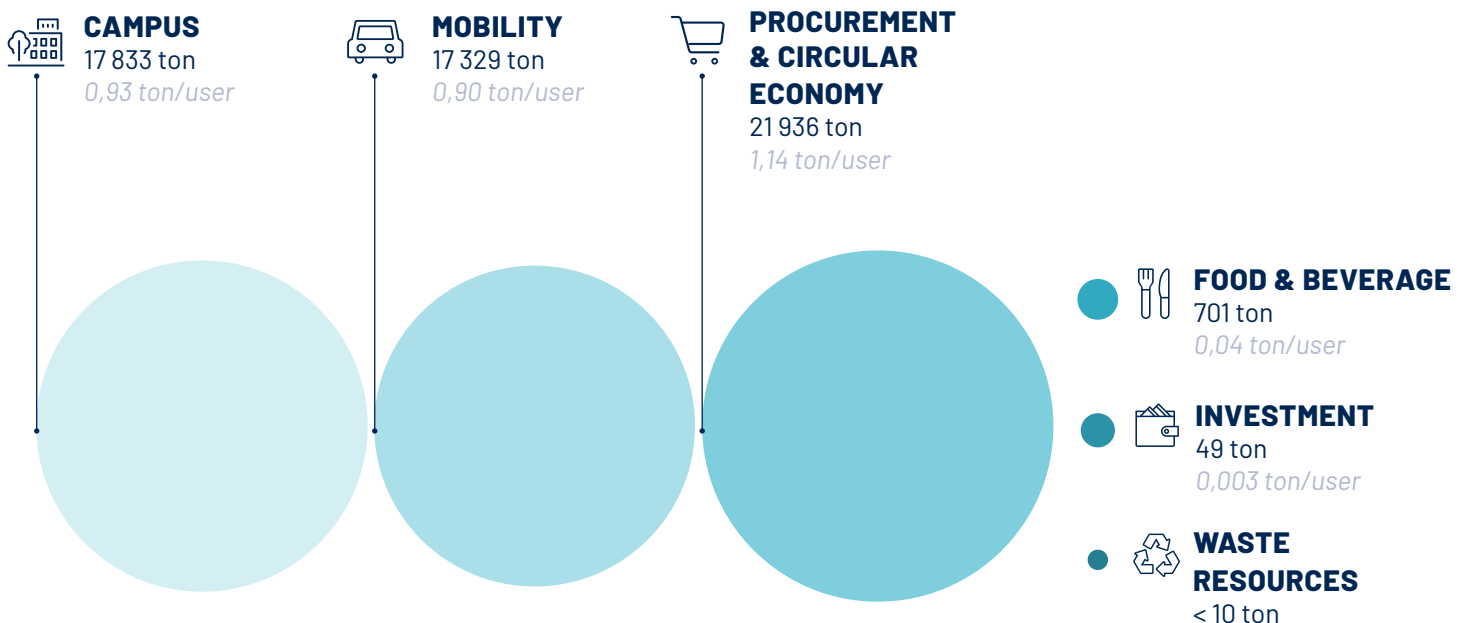 CAMPUS
17 833 ton
0,93 ton/user
MOBILITY
17 329 ton
0,90 ton/user
PROCUREMENT
& CIRCULAR
ECONOMY
21 936 ton
1,14 ton/user
FOOD & BEVERAGE
701 ton
0,04 ton/user
INVESTMENT
49 ton
0,003 ton/user
WASTE
RESOURCES
< 10 ton